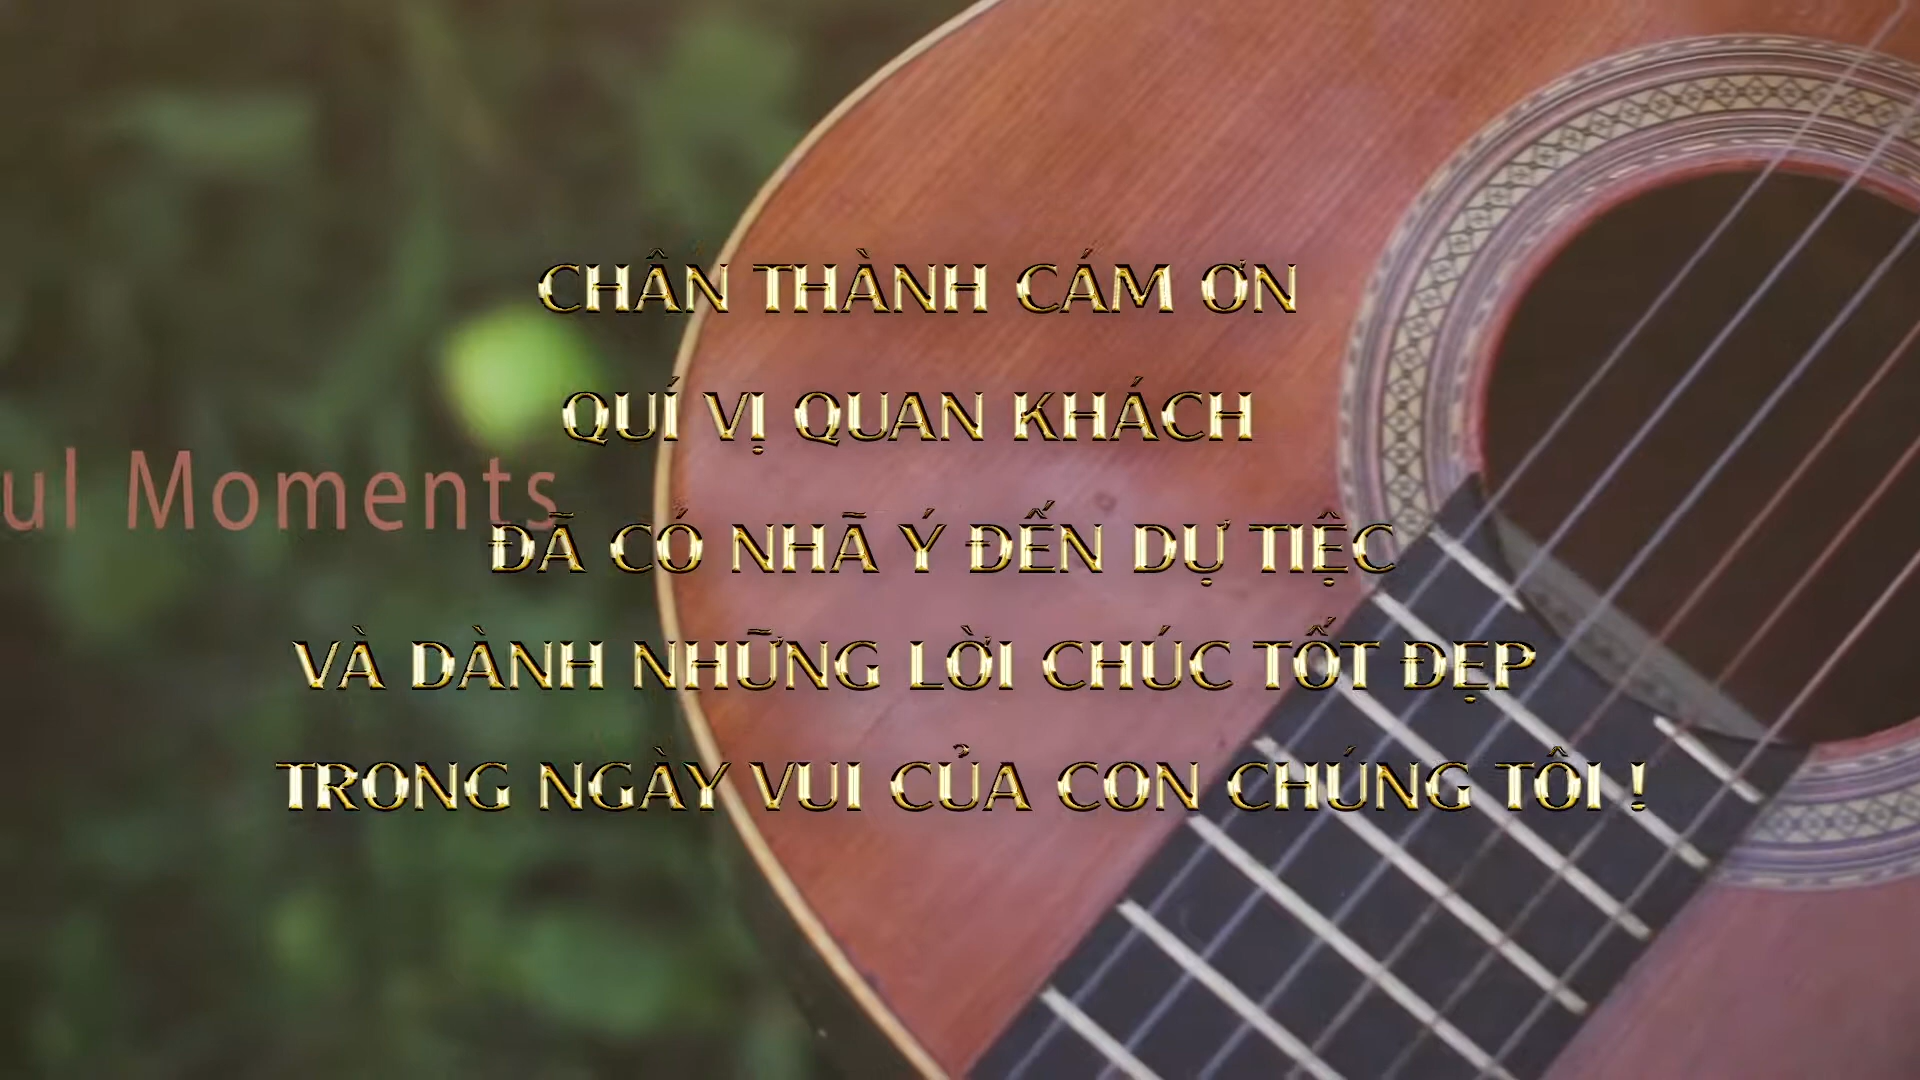 CHÂN THÀNH CÁM ƠN
QUÍ VỊ QUAN KHÁCH
ul Moments
ĐÃ CÓ NHÃ Ý ĐẾN DỰ TIỆC
VÀ DÀNH NHỮNG LỜI CHÚC TỐT ĐẸP
TRONG NGÀY VUI CỦA CON CHÚNG TÔI !